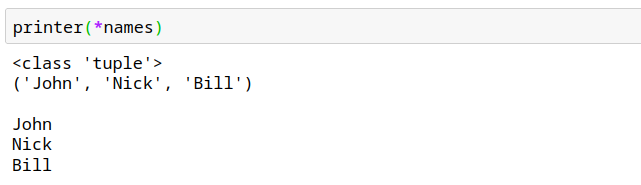 printer(*names)
<class 'tuple'>
('John', 'Nick', 'Bill')
John
Nick
Bill